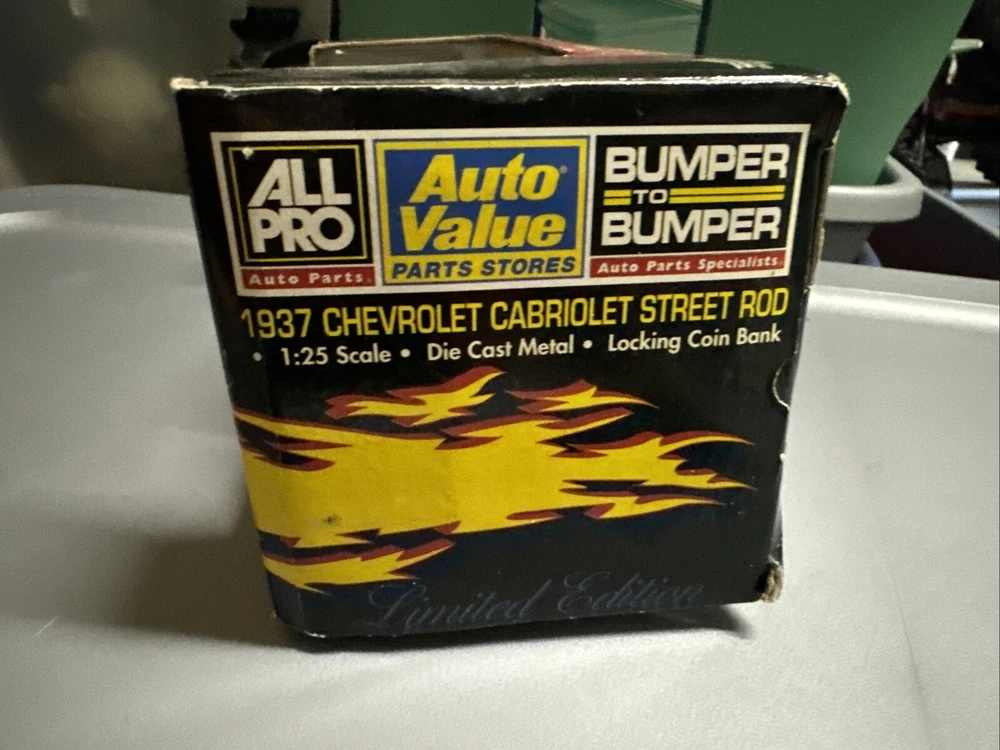 ALL PRO
Auto Parts.
Auto Value®
PARTS STORES
BUMPER
TO
BUMPER
Auto Parts Specialists.
1937 CHEVROLET CABRIOLET STREET ROD
• 1:25 Scale • Die Cast Metal • Locking Coin Bank
Limited Edition